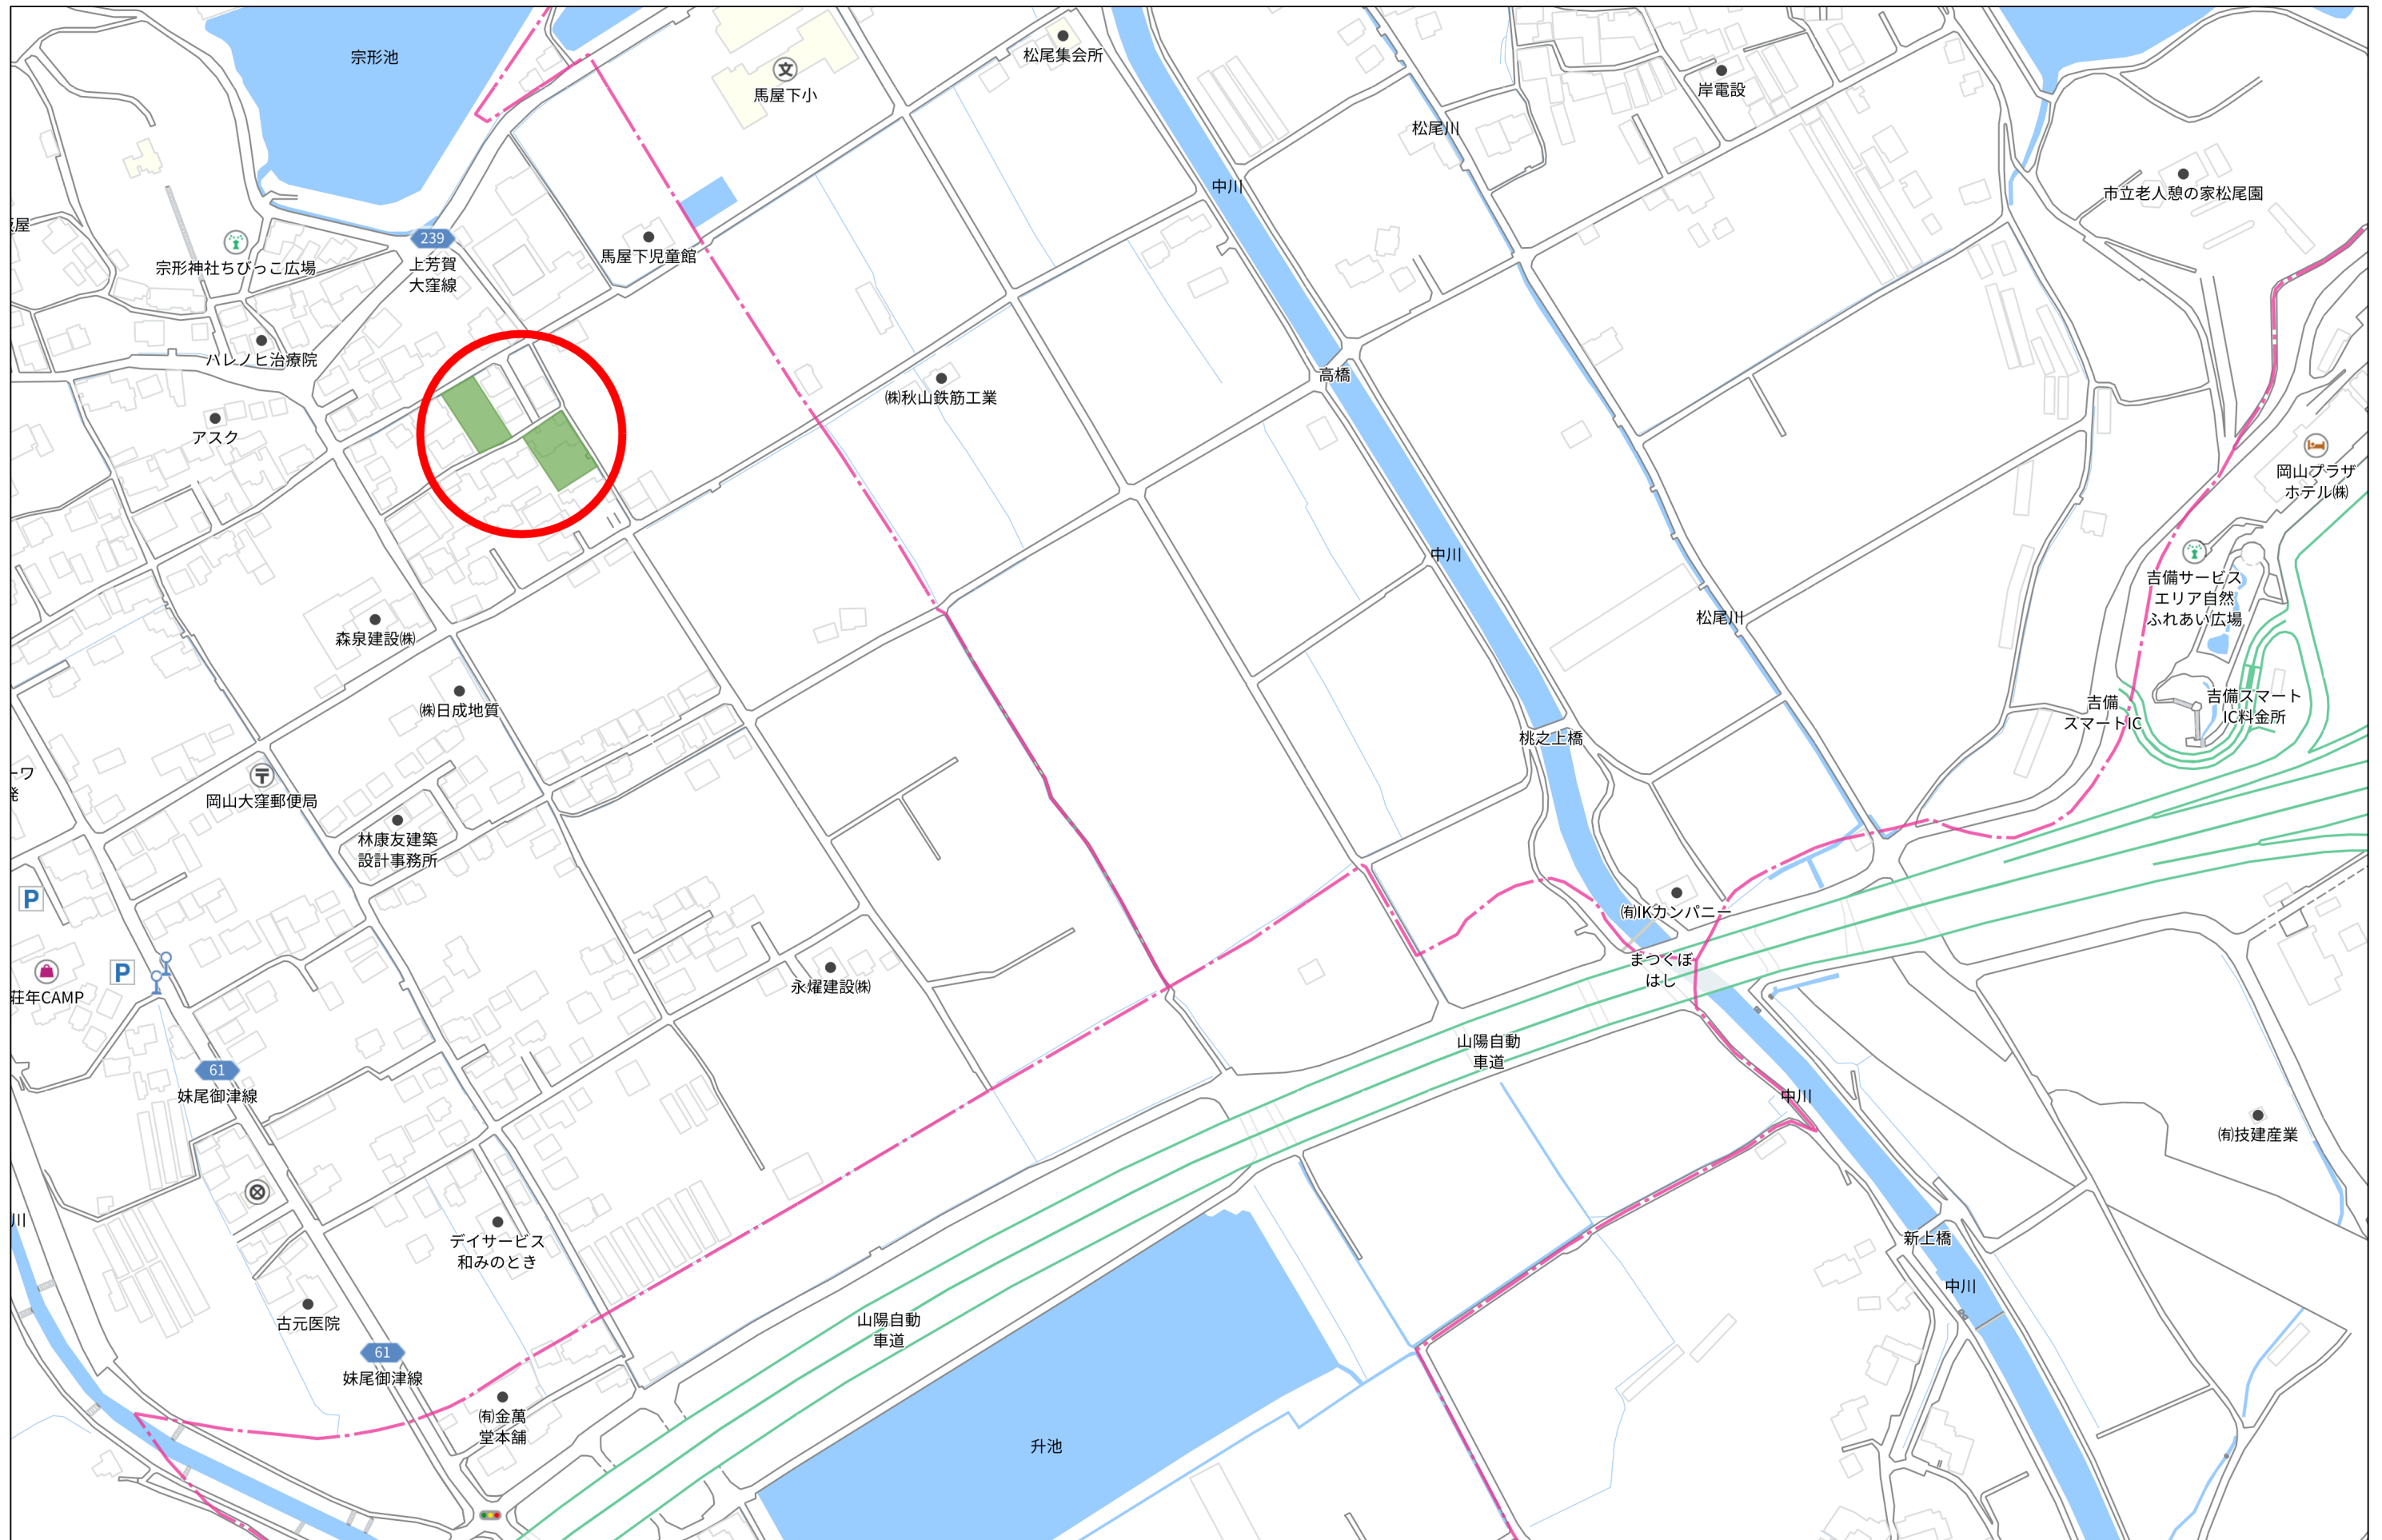 宗形池
松尾集会所
馬屋下小
岸電設
松尾川
中川
市立老人憩の家松尾園
屋
宗形神社ちびっこ広場
239
上芳賀
大窪線
馬屋下児童館
ハレノヒ治療院
高橋
㈱秋山鉄筋工業
アスク
岡山プラザ
ホテル㈱
中川
吉備サービス
エリア自然
ふれあい広場
松尾川
森泉建設㈱
㈱日成地質
吉備
スマートIC
吉備スマート
IC料金所
桃之上橋
ーワ
発
岡山大窪郵便局
林康友建築
設計事務所
P
㈲IKカンパニー
P
荘年CAMP
永燿建設㈱
まつくぼ
はし
山陽自動
車道
61
妹尾御津線
中川
㈲技建産業
川
デイサービス
和みのとき
新上橋
中川
古元医院
山陽自動
車道
61
妹尾御津線
㈲金萬
堂本舗
升池